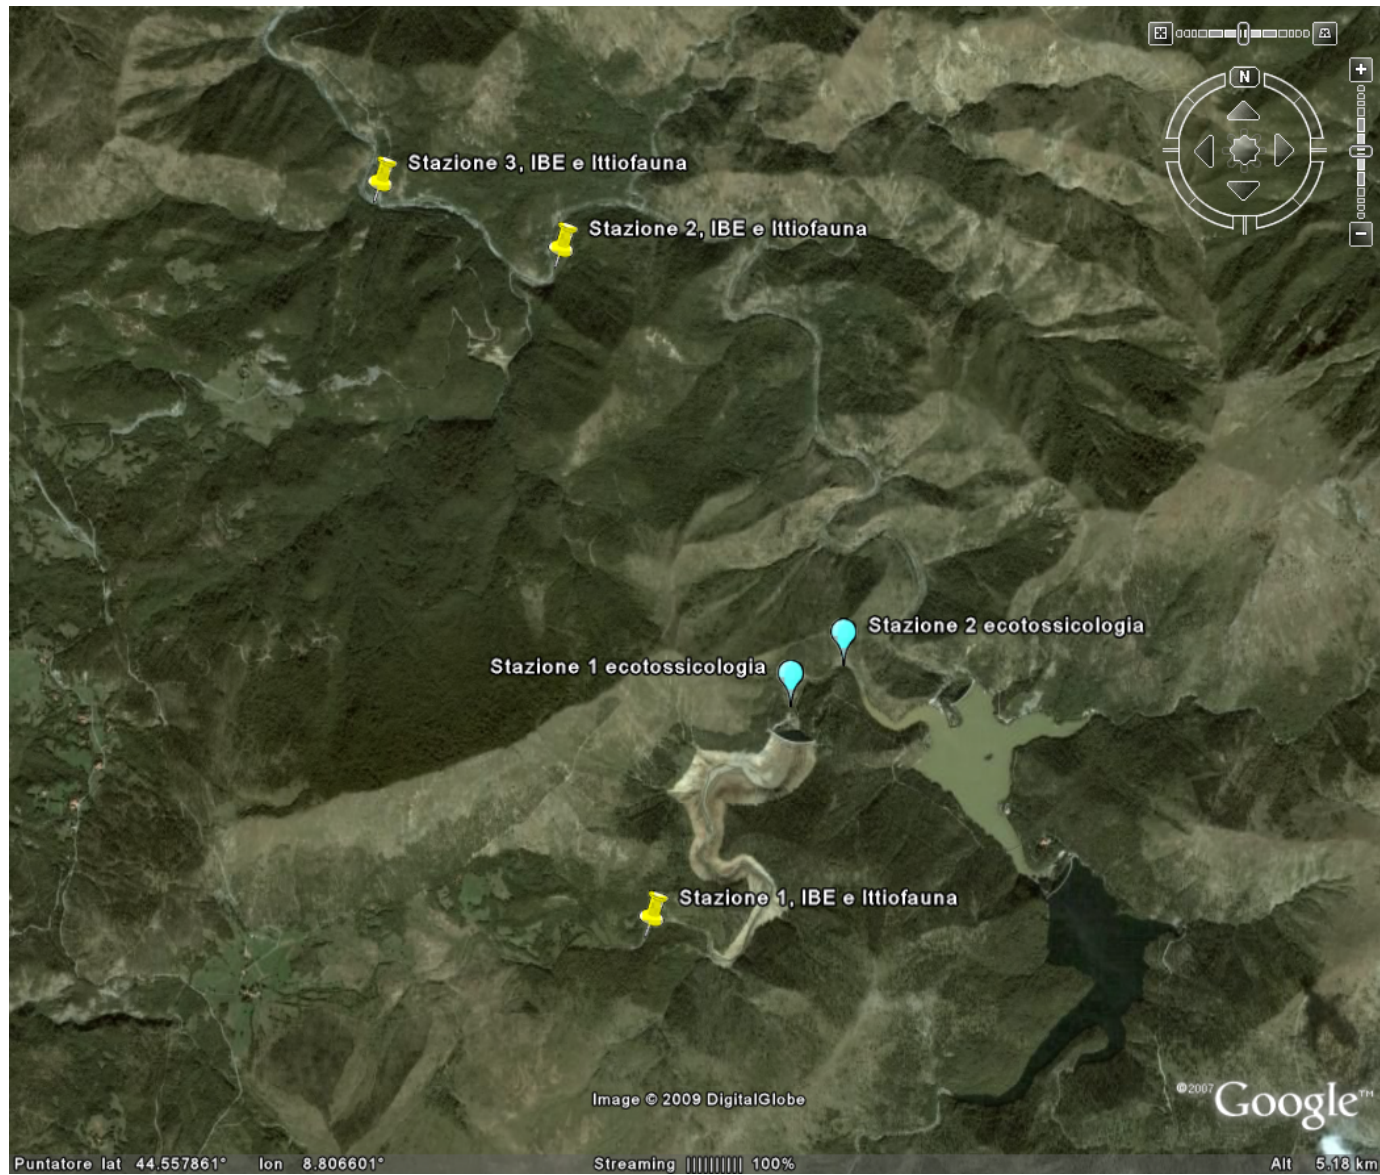 N
Stazione 3, IBE e Ittiofauna
Stazione 2, IBE e Ittiofauna
Stazione 2 ecotossicologia
Stazione 1 ecotossicologia
Stazione 1, IBE e Ittiofauna
Image © 2009 DigitalGlobe
©2007 Google™
Puntatore lat 44.557861° lon 8.806601° Streaming 100% Alt 5.18 km